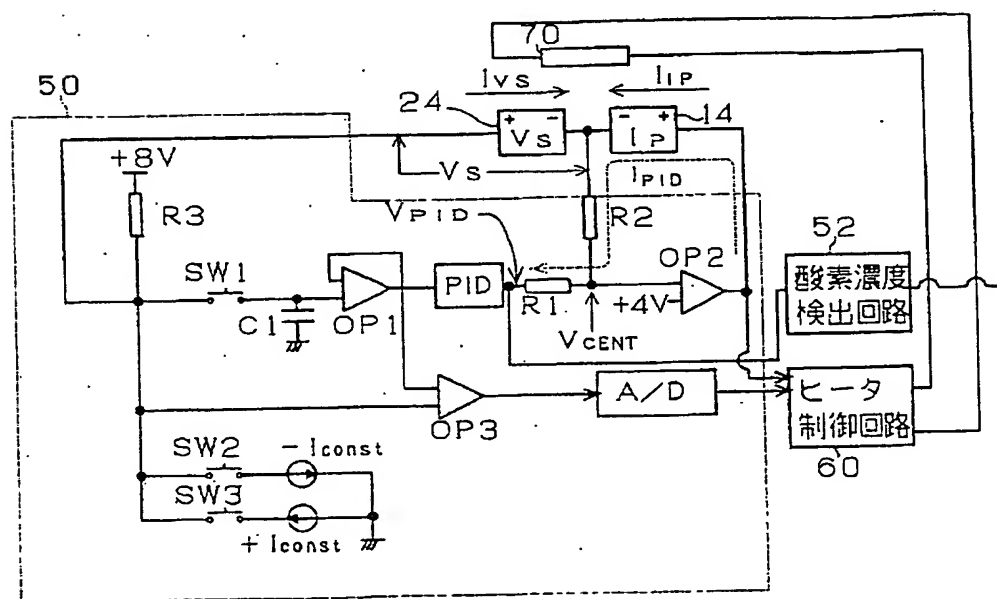 70
50
Ivs
IIP
24
+ Vs -
- IP +
14
+8V
Vs
IPID
R3
VPID
R2
52
SW1
OP2
酸素濃度
検出回路
PID
R1
+4V
C1
OP1
VCENT
A/D
ヒータ
制御回路
OP3
60
SW2
- Iconst
SW3
+ Iconst